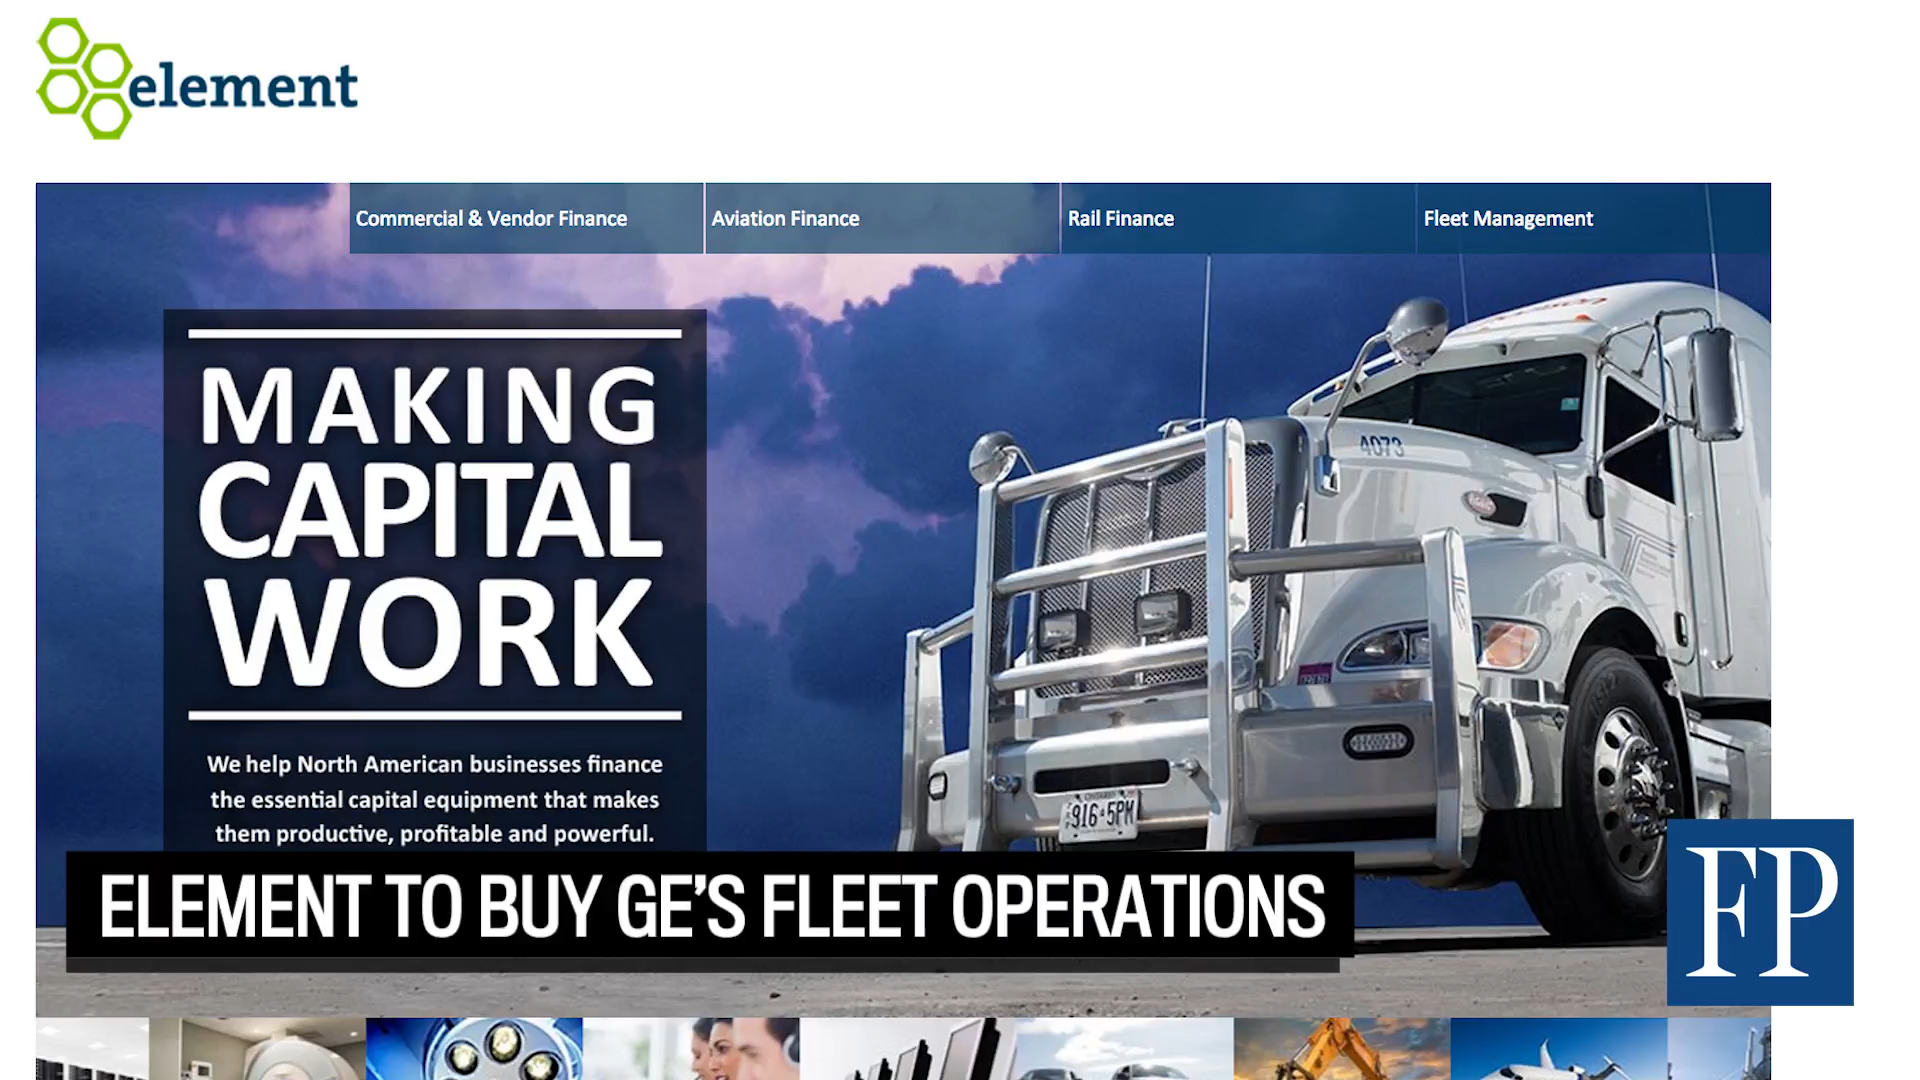 element
Commercial & Vendor Finance
Aviation Finance
Rail Finance
Fleet Management
MAKING
CAPITAL
WORK
We help North American businesses finance
the essential capital equipment that makes
them productive, profitable and powerful.
4073
916 5PM
ELEMENT TO BUY GE'S FLEET OPERATIONS
FP